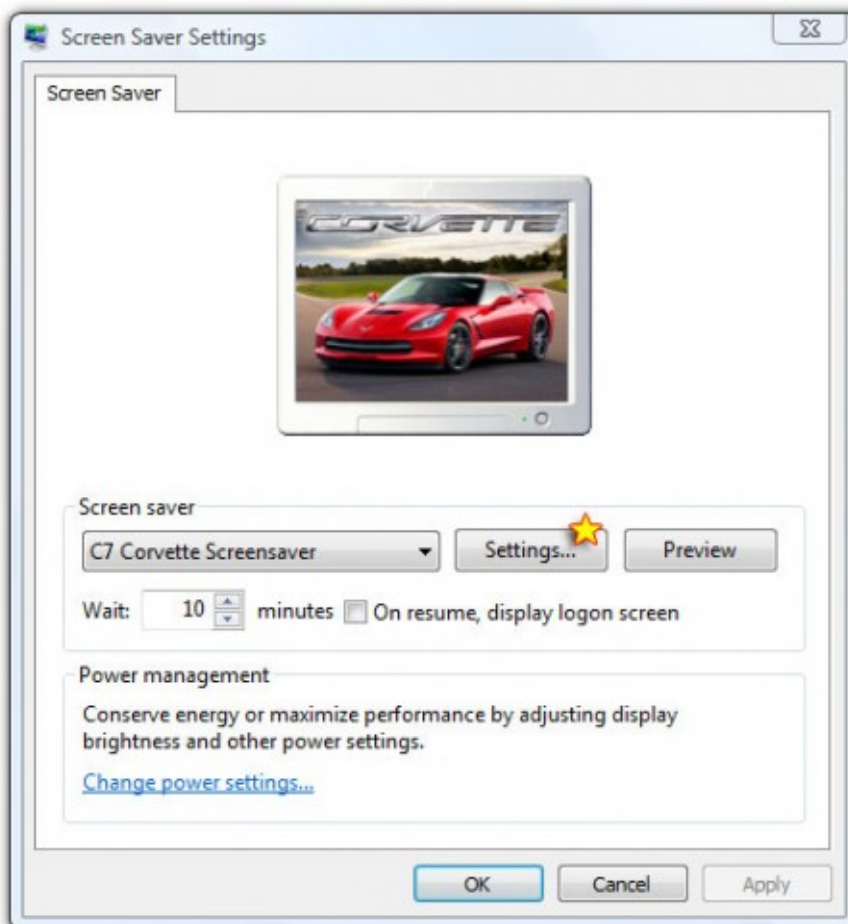 Screen Saver Settings
Screen Saver
CORVETTE
Screen saver
C7 Corvette Screensaver
Settings...
Preview
Wait: 10 minutes On resume, display logon screen
Power management
Conserve energy or maximize performance by adjusting display
brightness and other power settings.
Change power settings...
OK
Cancel
Apply